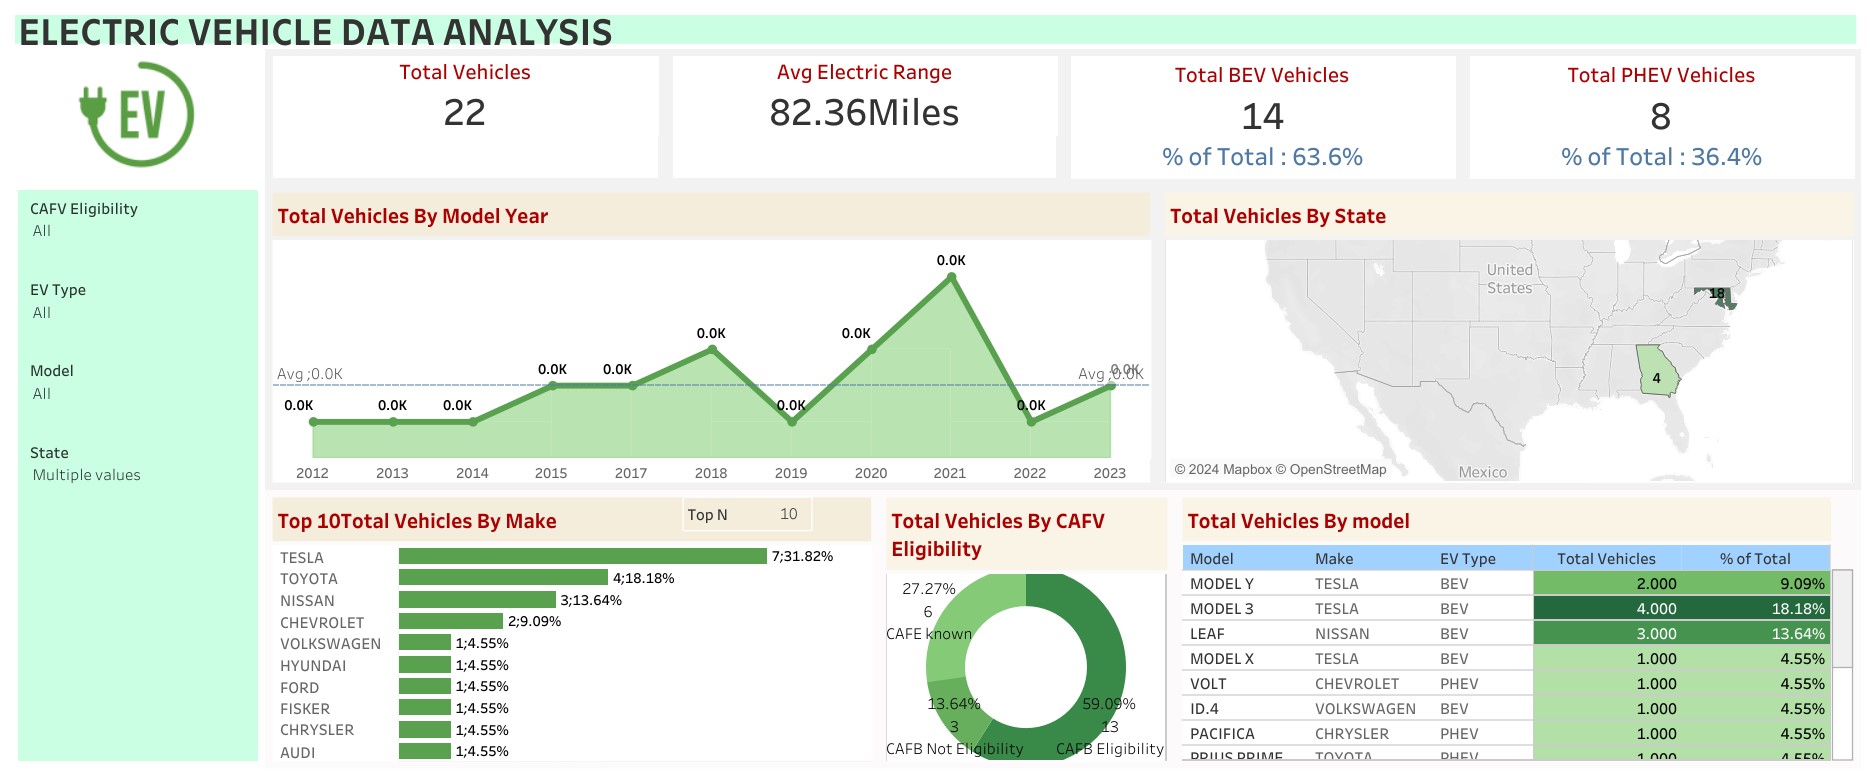 ELECTRIC VEHICLE DATA ANALYSIS
EV
Total Vehicles
22
Avg Electric Range
82.36Miles
Total BEV Vehicles
14
% of Total : 63.6%
Total PHEV Vehicles
8
% of Total : 36.4%
CAFV Eligibility
All
EV Type
All
Model
All
State
Multiple values
Total Vehicles By Model Year
0.0K
0.0K
0.0K
0.0K 0.0K
Avg ;0.0K
Avg ;0.0K
0.0K
0.0K 0.0K 0.0K
0.0K
0.0K
2012 2013 2014 2015 2017 2018 2019 2020 2021 2022 2023
Total Vehicles By State
United
States
18
4
Mexico
© 2024 Mapbox © OpenStreetMap
Top 10Total Vehicles By Make
Top N 10
TESLA 7;31.82%
TOYOTA 4;18.18%
NISSAN 3;13.64%
CHEVROLET 2;9.09%
VOLKSWAGEN 1;4.55%
HYUNDAI 1;4.55%
FORD 1;4.55%
FISKER 1;4.55%
CHRYSLER 1;4.55%
AUDI 1;4.55%
Total Vehicles By CAFV
Eligibility
27.27%
6
CAFE known
13.64%
3
CAFB Not Eligibility
59.09%
13
CAFB Eligibility
Total Vehicles By model
Model Make EV Type Total Vehicles % of Total
MODEL Y TESLA BEV 2.000 9.09%
MODEL 3 TESLA BEV 4.000 18.18%
LEAF NISSAN BEV 3.000 13.64%
MODEL X TESLA BEV 1.000 4.55%
VOLT CHEVROLET PHEV 1.000 4.55%
ID.4 VOLKSWAGEN BEV 1.000 4.55%
PACIFICA CHRYSLER PHEV 1.000 4.55%
PRIUS PRIME TOYOTA PHEV 1.000 4.55%